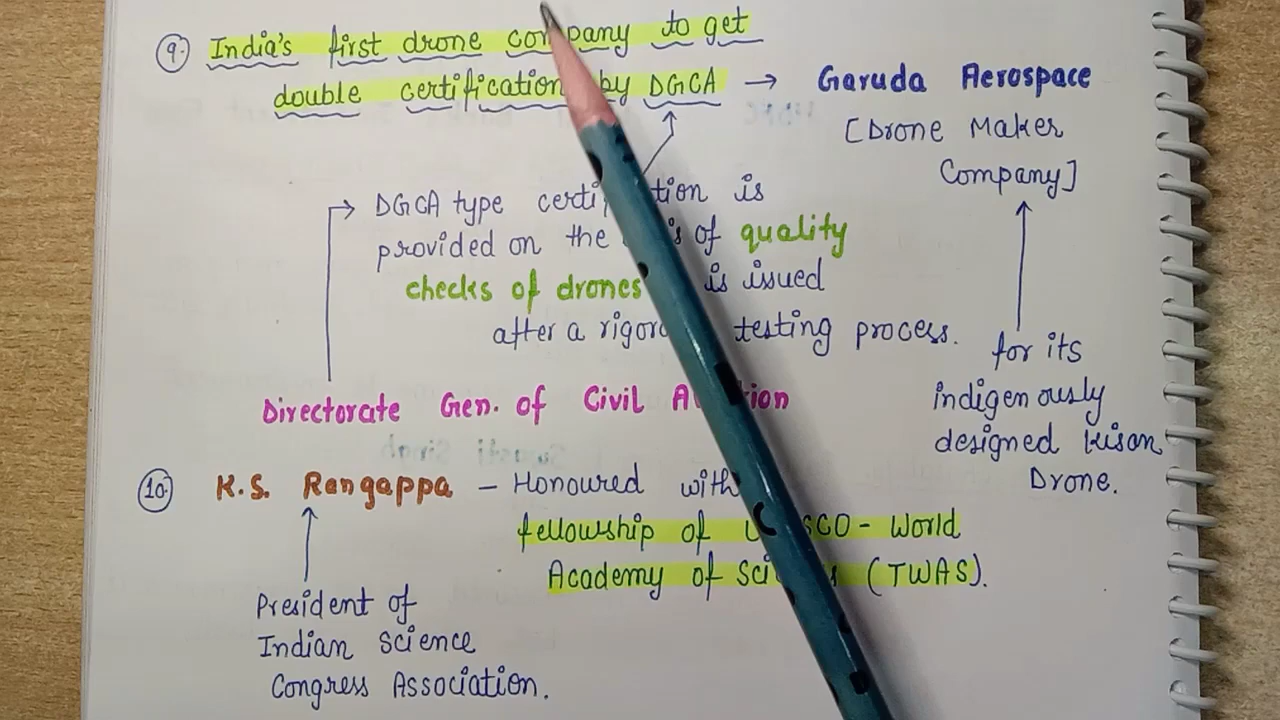 9. India's first drone company to get
double certification by DGCA → Garuda Aerospace
[Drone Maker
Company]
DGCA type certi tion is
provided on the of quality
checks of drones is issued
after a rigoro testing process.
for its
indigenously
designed kisan
Drone.
Directorate Gen. of Civil A tion
10. K.S. Rangappa – Honoured with
fellowship of U SCO - World
Academy of Sci s (TWAS).
President of
Indian Science
Congress Association.